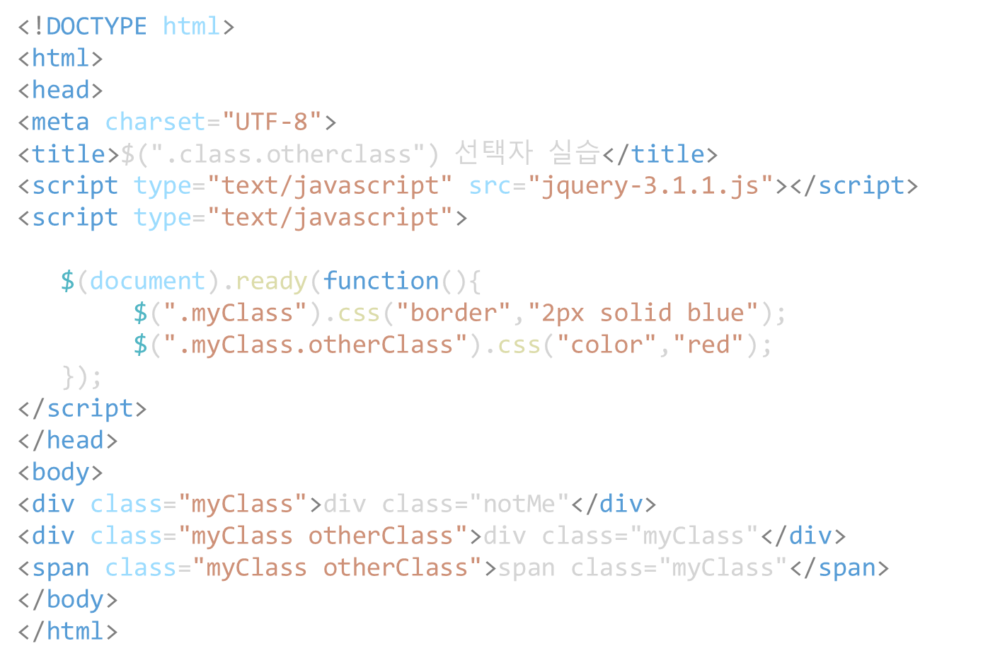 <!DOCTYPE html>
<html>
<head>
<meta charset="UTF-8">
<title>$(".class.otherclass") 선택자 실습</title>
<script type="text/javascript" src="jquery-3.1.1.js"></script>
<script type="text/javascript">
$(document).ready(function(){
$(".myClass").css("border","2px solid blue");
$(".myClass.otherClass").css("color","red");
});
</script>
</head>
<body>
<div class="myClass">div class="notMe"</div>
<div class="myClass otherClass">div class="myClass"</div>
<span class="myClass otherClass">span class="myClass"</span>
</body>
</html>